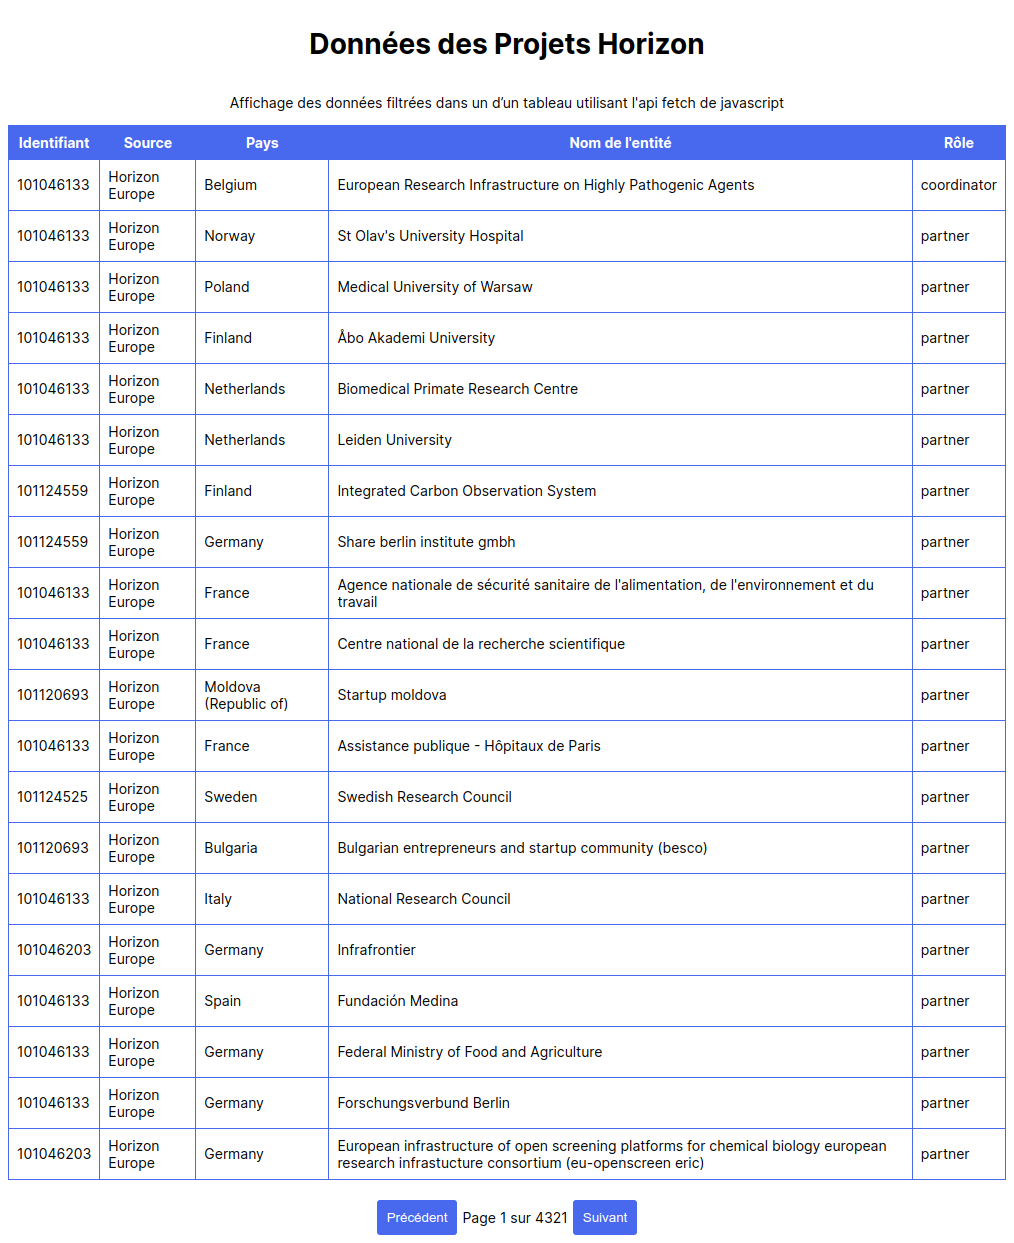 Données des Projets Horizon
Affichage des données filtrées dans un d’un tableau utilisant l'api fetch de javascript
Identifiant Source Pays Nom de l'entité Rôle
101046133 Horizon Europe Belgium European Research Infrastructure on Highly Pathogenic Agents coordinator
101046133 Horizon Europe Norway St Olav's University Hospital partner
101046133 Horizon Europe Poland Medical University of Warsaw partner
101046133 Horizon Europe Finland Åbo Akademi University partner
101046133 Horizon Europe Netherlands Biomedical Primate Research Centre partner
101046133 Horizon Europe Netherlands Leiden University partner
101124559 Horizon Europe Finland Integrated Carbon Observation System partner
101124559 Horizon Europe Germany Share berlin institute gmbh partner
101046133 Horizon Europe France Agence nationale de sécurité sanitaire de l'alimentation, de l'environnement et du travail partner
101046133 Horizon Europe France Centre national de la recherche scientifique partner
101120693 Horizon Europe Moldova (Republic of) Startup moldova partner
101046133 Horizon Europe France Assistance publique - Hôpitaux de Paris partner
101124525 Horizon Europe Sweden Swedish Research Council partner
101120693 Horizon Europe Bulgaria Bulgarian entrepreneurs and startup community (besco) partner
101046133 Horizon Europe Italy National Research Council partner
101046203 Horizon Europe Germany Infrafrontier partner
101046133 Horizon Europe Spain Fundación Medina partner
101046133 Horizon Europe Germany Federal Ministry of Food and Agriculture partner
101046133 Horizon Europe Germany Forschungsverbund Berlin partner
101046203 Horizon Europe Germany European infrastructure of open screening platforms for chemical biology european research infrastucture consortium (eu-openscreen eric) partner
Précédent Page 1 sur 4321 Suivant